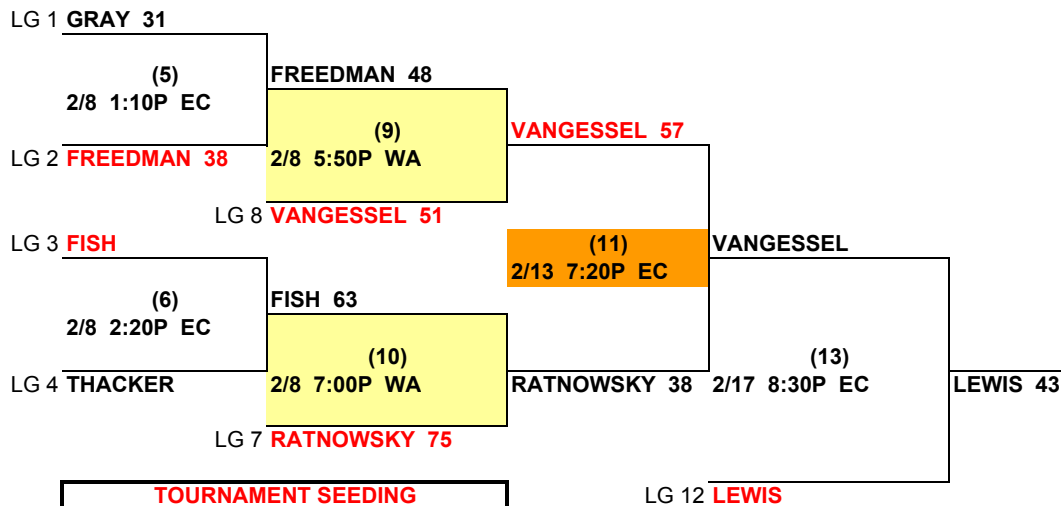 LG 1 GRAY 31
(5)
2/8 1:10P EC
FREEDMAN 48
(9)
2/8 5:50P WA
VANGESSEL 57
LG 2 FREEDMAN 38
LG 8 VANGESSEL 51
LG 3 FISH
(11)
2/13 7:20P EC
VANGESSEL
(6)
2/8 2:20P EC
FISH 63
(10)
2/8 7:00P WA
(13)
2/17 8:30P EC
LG 4 THACKER
RATNOWSKY 38
LEWIS 43
LG 7 RATNOWSKY 75
TOURNAMENT SEEDING
LG 12 LEWIS